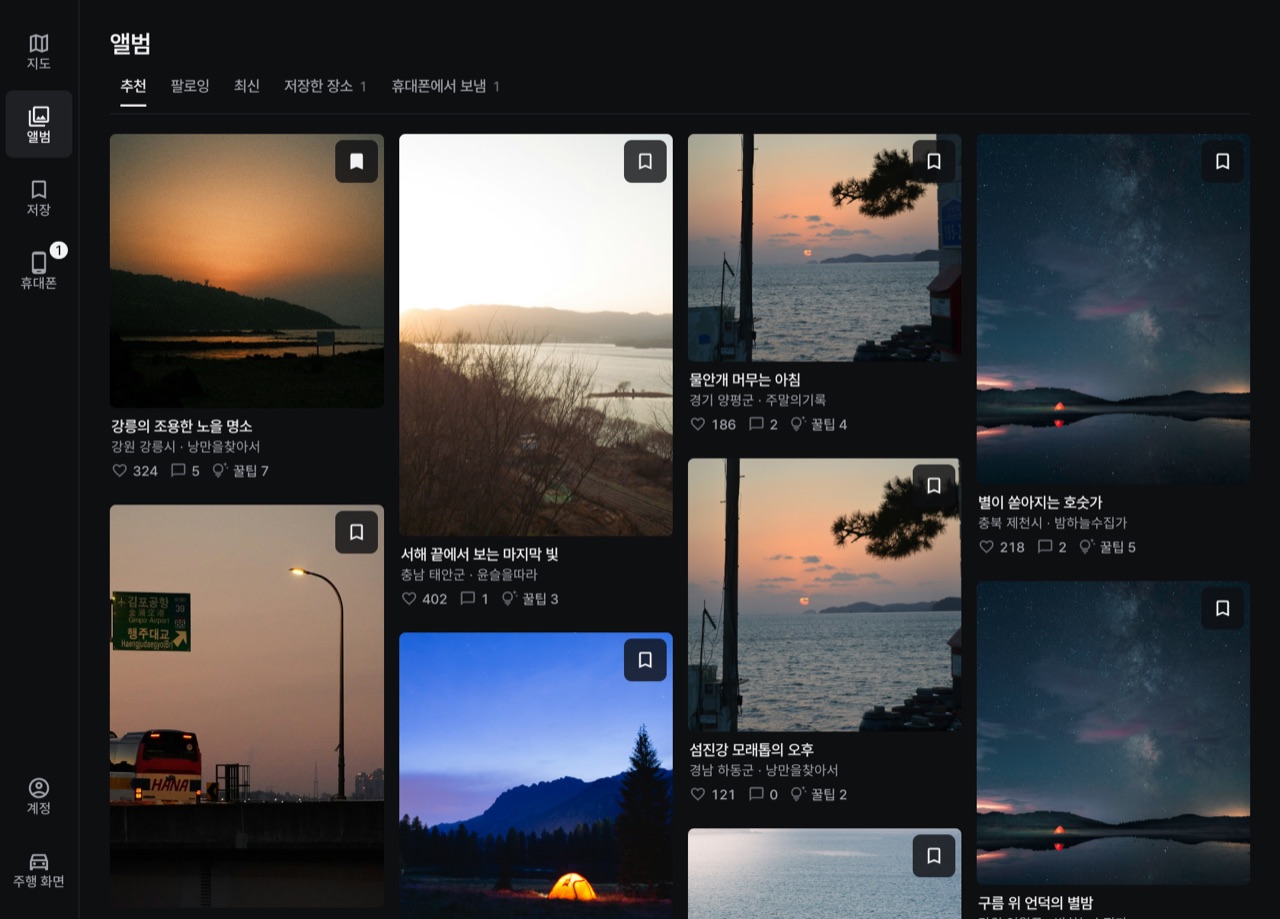 지도
앨범
저장
1
휴대폰
계정
주행 화면
앨범
추천 팔로잉 최신 저장한 장소 1 휴대폰에서 보냄 1
강릉의 조용한 노을 명소
강원 강릉시 · 낭만을찾아서
324 5 꿀팁 7
김포공항
金浦空港
Gimpo Airport
39
행주대교
Haengjudaegyo(Br)
HANA
서해 끝에서 보는 마지막 빛
충남 태안군 · 윤슬을따라
402 1 꿀팁 3
물안개 머무는 아침
경기 양평군 · 주말의기록
186 2 꿀팁 4
섬진강 모래톱의 오후
경남 하동군 · 낭만을찾아서
121 0 꿀팁 2
별이 쏟아지는 호숫가
충북 제천시 · 밤하늘수집가
218 2 꿀팁 5
구름 위 언덕의 별밤